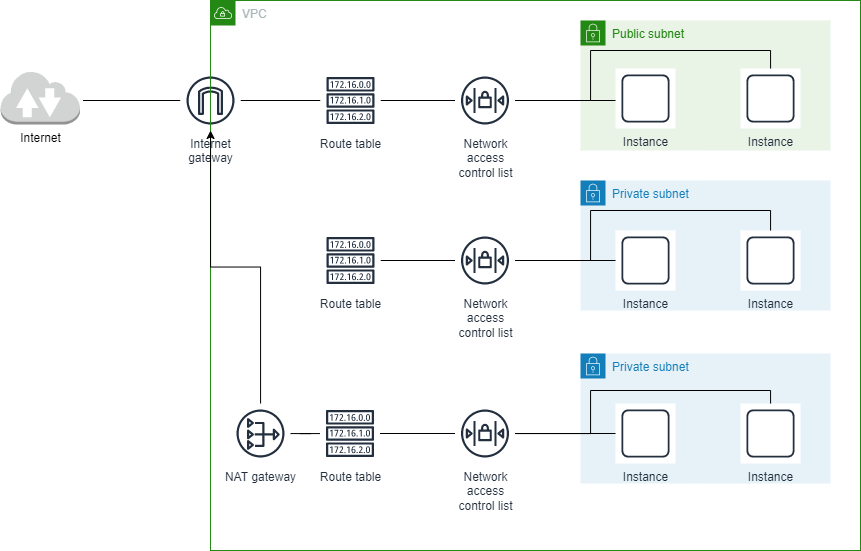 VPC
Public subnet
172.16.0.0
172.16.1.0
172.16.2.0
Internet
Internet
gateway
Route table
Network
access
control list
Instance
Instance
Private subnet
172.16.0.0
172.16.1.0
172.16.2.0
Route table
Network
access
control list
Instance
Instance
Private subnet
172.16.0.0
172.16.1.0
172.16.2.0
NAT gateway
Route table
Network
access
control list
Instance
Instance